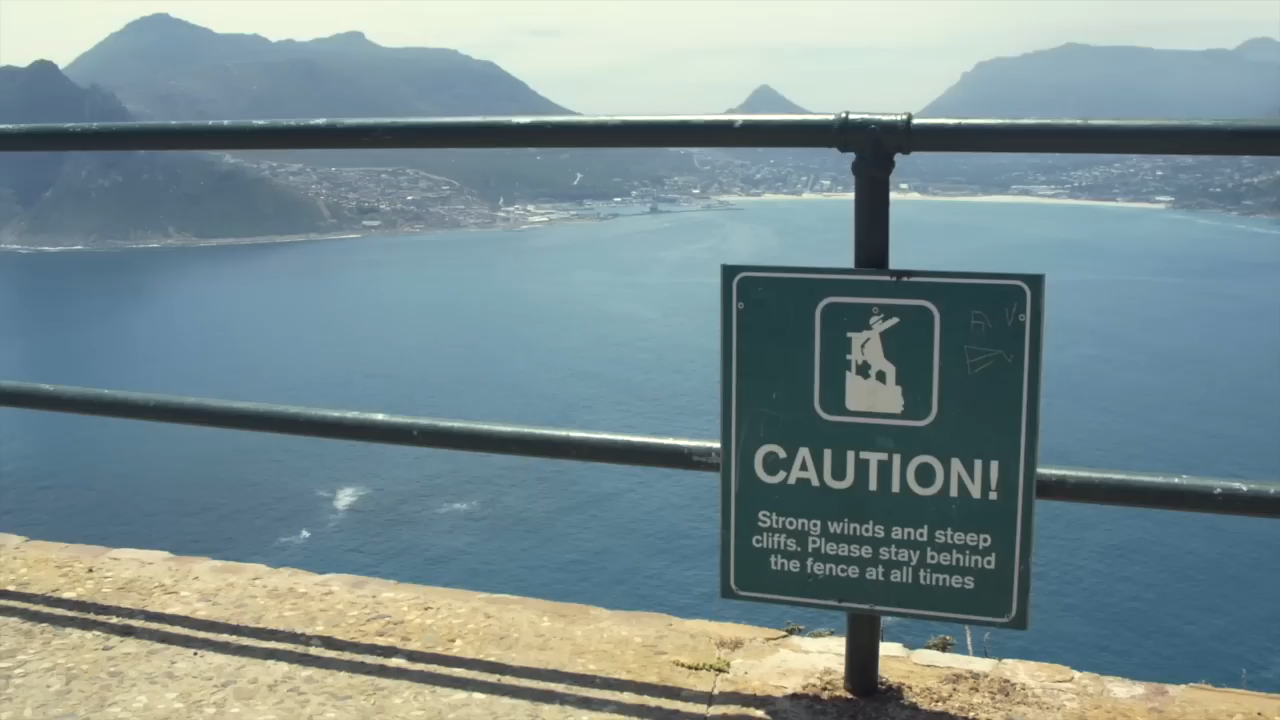 CAUTION!
Strong winds and steep
cliffs. Please stay behind
the fence at all times